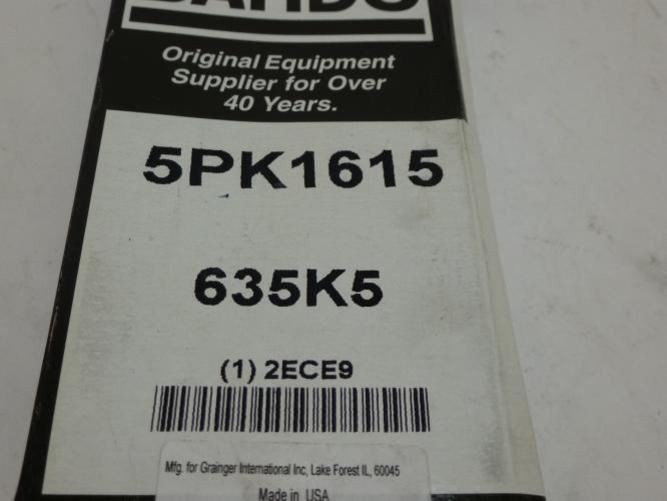 BANDO
Original Equipment
Supplier for Over
40 Years.
5PK1615
635K5
(1) 2ECE9
Mfg. for Grainger International Inc, Lake Forest IL, 60045
Made in USA